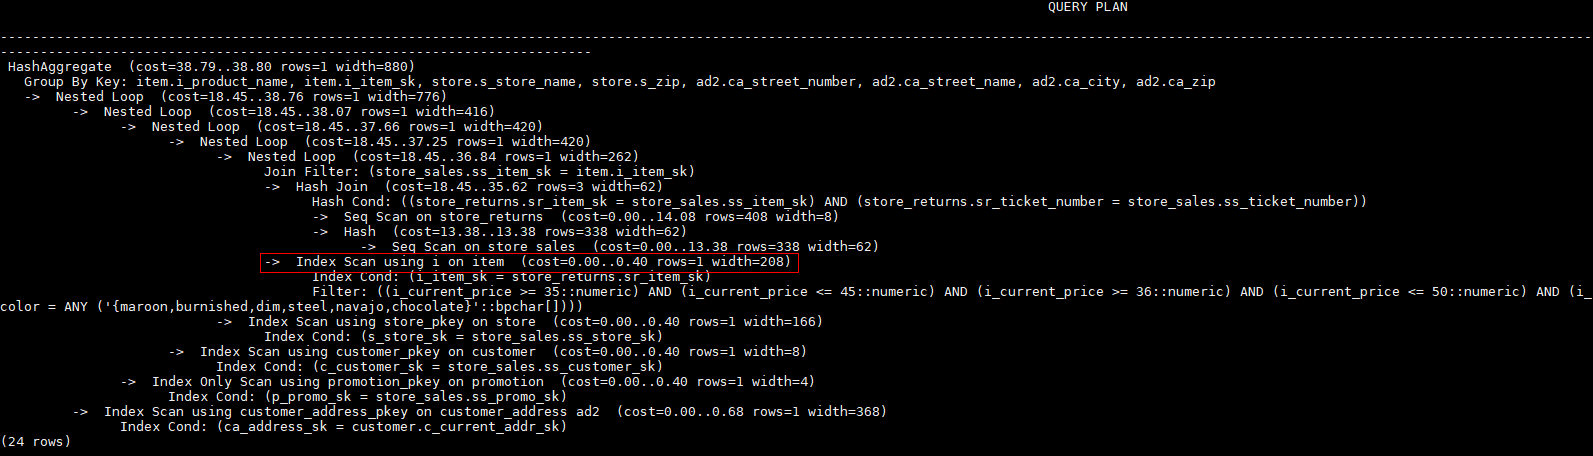 QUERY PLAN
--------------------------------------------------------------------------------------------------------------------------------------------------------------------------------------------------------
--------------------------------------------------------------------------
HashAggregate  (cost=38.79..38.80 rows=1 width=880)
  Group By Key: item.i_product_name, item.i_item_sk, store.s_store_name, store.s_zip, ad2.ca_street_number, ad2.ca_street_name, ad2.ca_city, ad2.ca_zip
  ->  Nested Loop  (cost=18.45..38.76 rows=1 width=776)
        ->  Nested Loop  (cost=18.45..38.07 rows=1 width=416)
              ->  Nested Loop  (cost=18.45..37.66 rows=1 width=420)
                    ->  Nested Loop  (cost=18.45..37.25 rows=1 width=420)
                          ->  Nested Loop  (cost=18.45..36.84 rows=1 width=262)
                                Join Filter: (store_sales.ss_item_sk = item.i_item_sk)
                                ->  Hash Join  (cost=18.45..35.62 rows=3 width=62)
                                      Hash Cond: ((store_returns.sr_item_sk = store_sales.ss_item_sk) AND (store_returns.sr_ticket_number = store_sales.ss_ticket_number))
                                      ->  Seq Scan on store_returns  (cost=0.00..14.08 rows=408 width=8)
                                      ->  Hash  (cost=13.38..13.38 rows=338 width=62)
                                            ->  Seq Scan on store_sales  (cost=0.00..13.38 rows=338 width=62)
                                ->  Index Scan using i on item  (cost=0.00..0.40 rows=1 width=208)
                                      Index Cond: (i_item_sk = store_returns.sr_item_sk)
                                      Filter: ((i_current_price >= 35::numeric) AND (i_current_price <= 45::numeric) AND (i_current_price >= 36::numeric) AND (i_current_price <= 50::numeric) AND (i_
color = ANY ('{maroon,burnished,dim,steel,navajo,chocolate}'::bpchar[])))
                          ->  Index Scan using store_pkey on store  (cost=0.00..0.40 rows=1 width=166)
                                Index Cond: (s_store_sk = store_sales.ss_store_sk)
                    ->  Index Scan using customer_pkey on customer  (cost=0.00..0.40 rows=1 width=8)
                          Index Cond: (c_customer_sk = store_sales.ss_customer_sk)
              ->  Index Only Scan using promotion_pkey on promotion  (cost=0.00..0.40 rows=1 width=4)
                    Index Cond: (p_promo_sk = store_sales.ss_promo_sk)
        ->  Index Scan using customer_address_pkey on customer_address ad2  (cost=0.00..0.68 rows=1 width=368)
              Index Cond: (ca_address_sk = customer.c_current_addr_sk)
(24 rows)